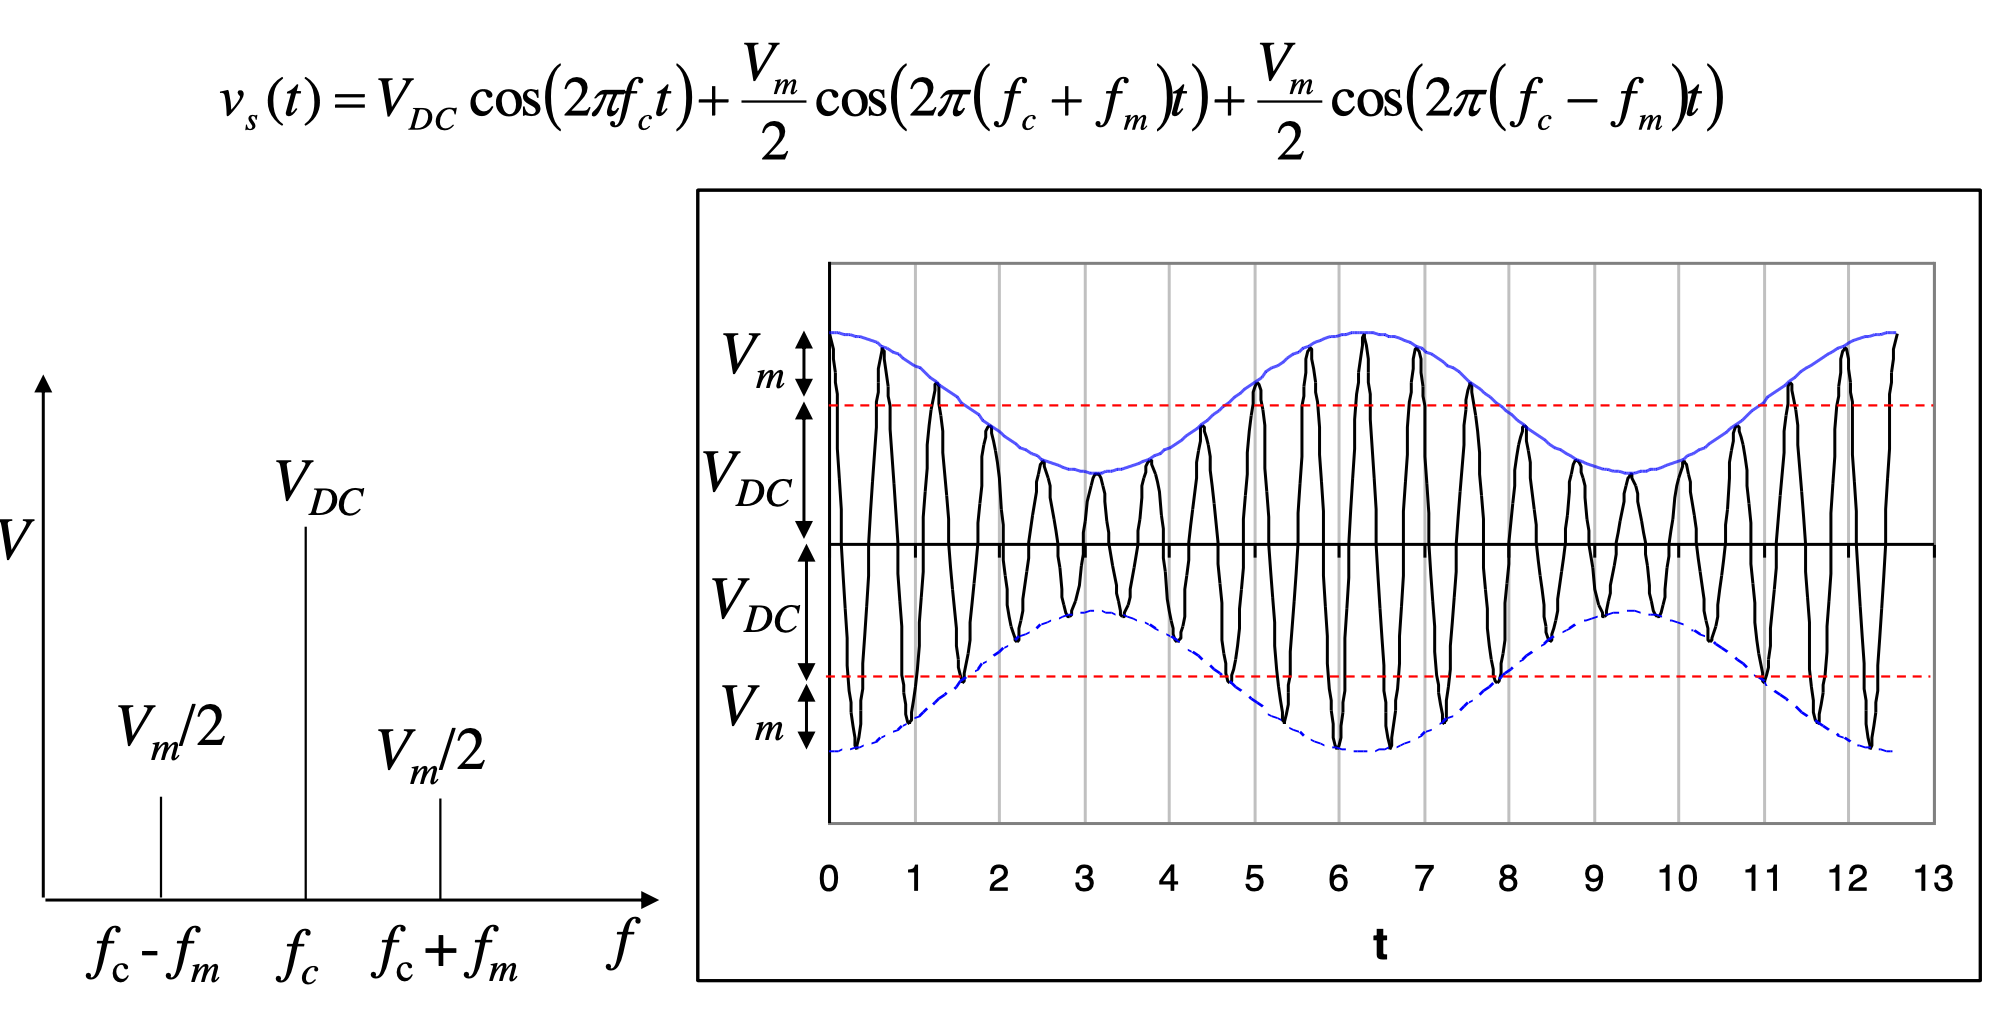 v_s(t) = V_DC cos(2πf_c t) + V_m/2 cos(2π(f_c + f_m)t) + V_m/2 cos(2π(f_c − f_m)t)
V
V_DC
V_m/2
V_m/2
f_c - f_m
f_c
f_c + f_m
f
V_m
V_DC
V_DC
V_m
0 1 2 3 4 5 6 7 8 9 10 11 12 13
t